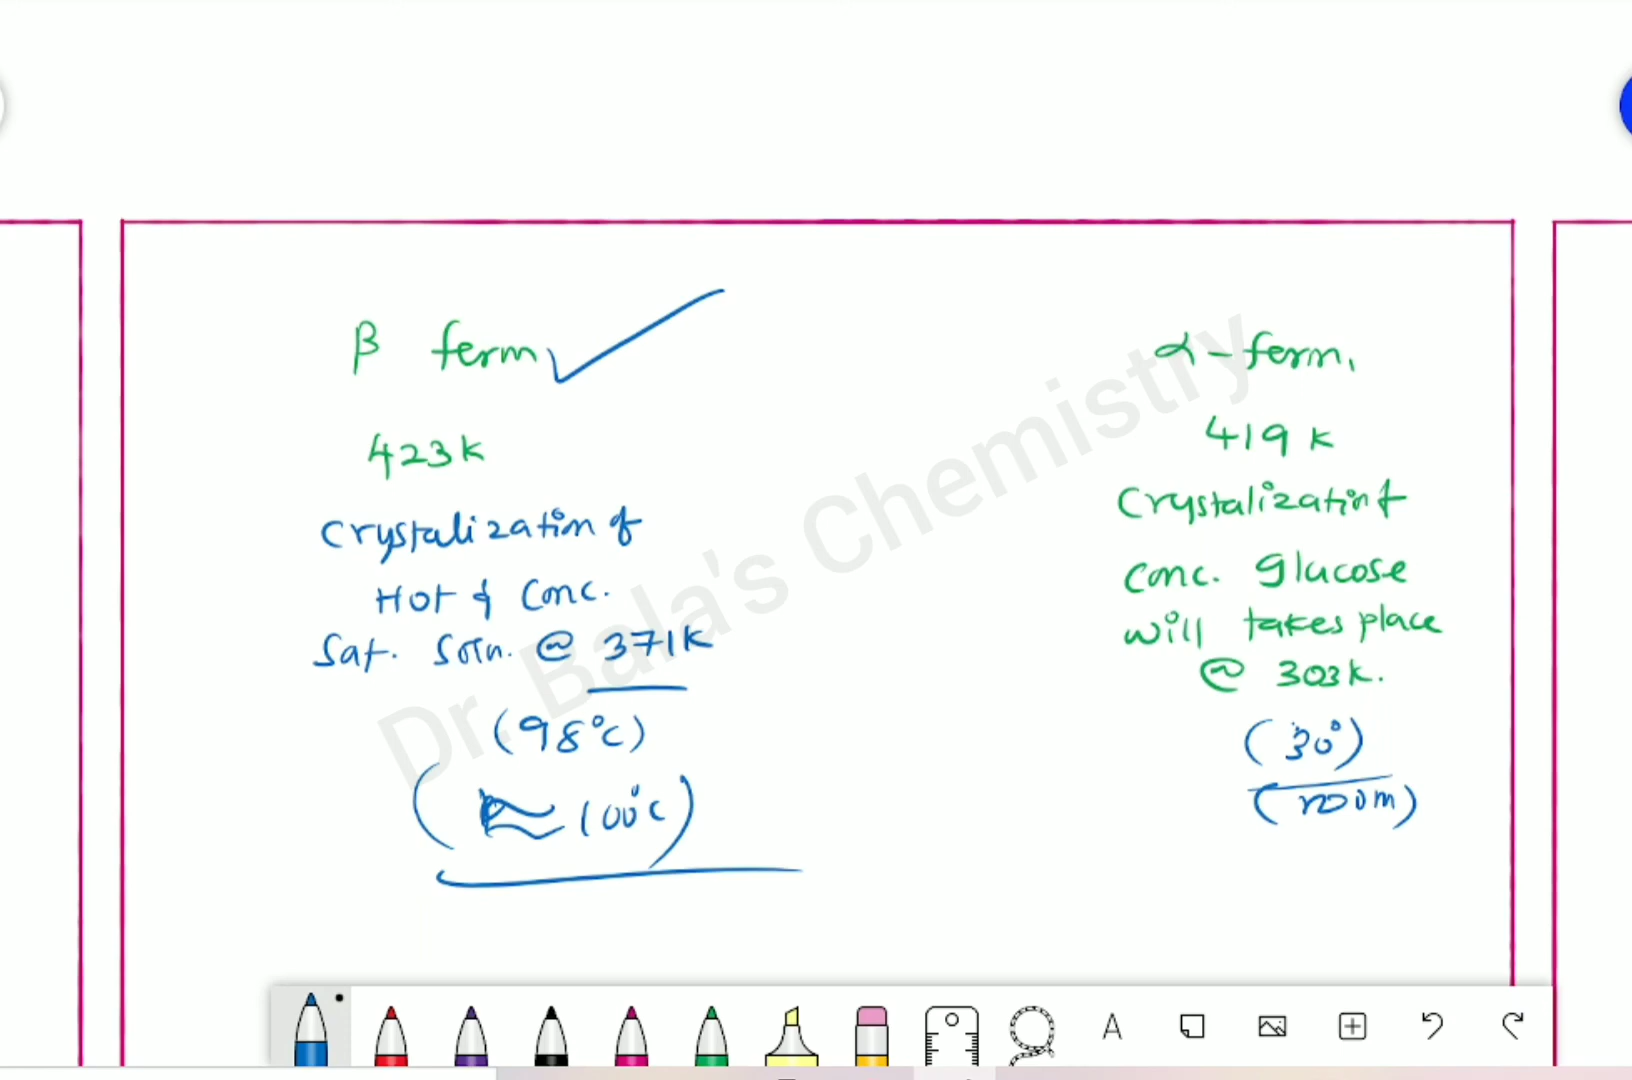 β form
423K
Crystalization of
Hot & Conc.
Sat. Soln. @ 371K
(98°C)
(≈ 100°C)
α-form,
419 K
Crystalization of
Conc. Glucose
will takes place
@ 303K.
(30°)
(room)
Dr. Bala's Chemistry
A